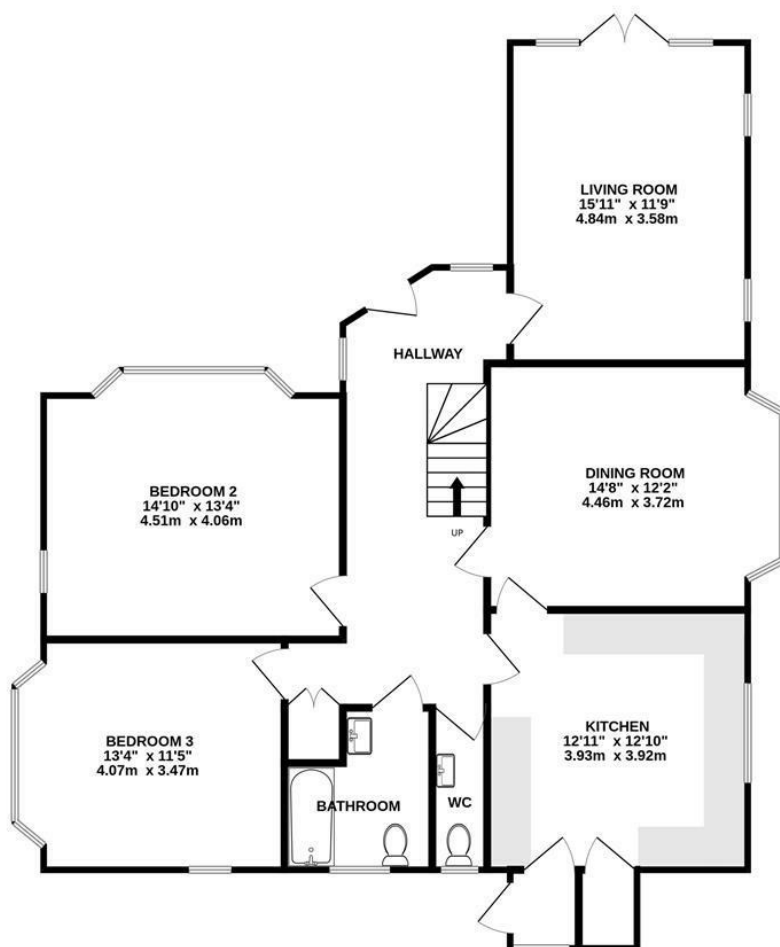 LIVING ROOM
15'11" x 11'9"
4.84m x 3.58m
HALLWAY
DINING ROOM
14'8" x 12'2"
4.46m x 3.72m
BEDROOM 2
14'10" x 13'4"
4.51m x 4.06m
UP
KITCHEN
12'11" x 12'10"
3.93m x 3.92m
BEDROOM 3
13'4" x 11'5"
4.07m x 3.47m
BATHROOM
WC